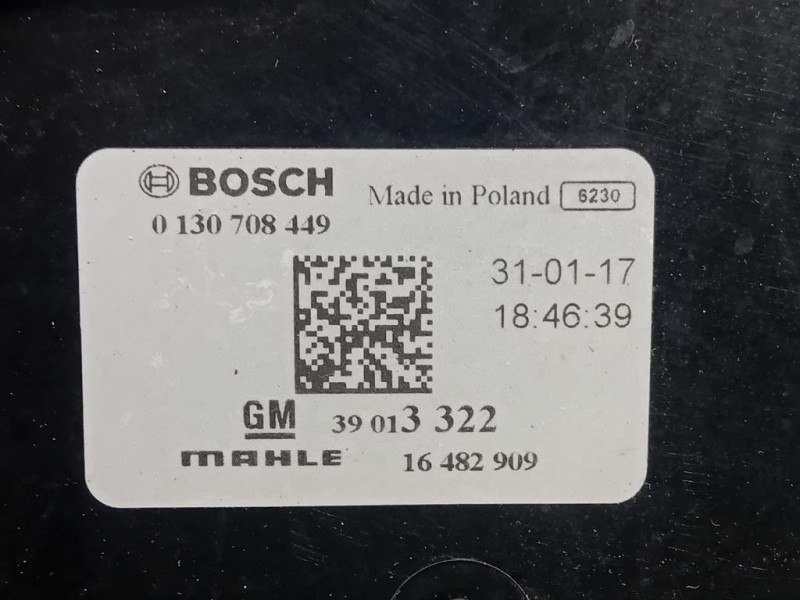 BOSCH Made in Poland 6230
0 130 708 449
31-01-17
18:46:39
GM 39 013 322
MAHLE 16 482 909